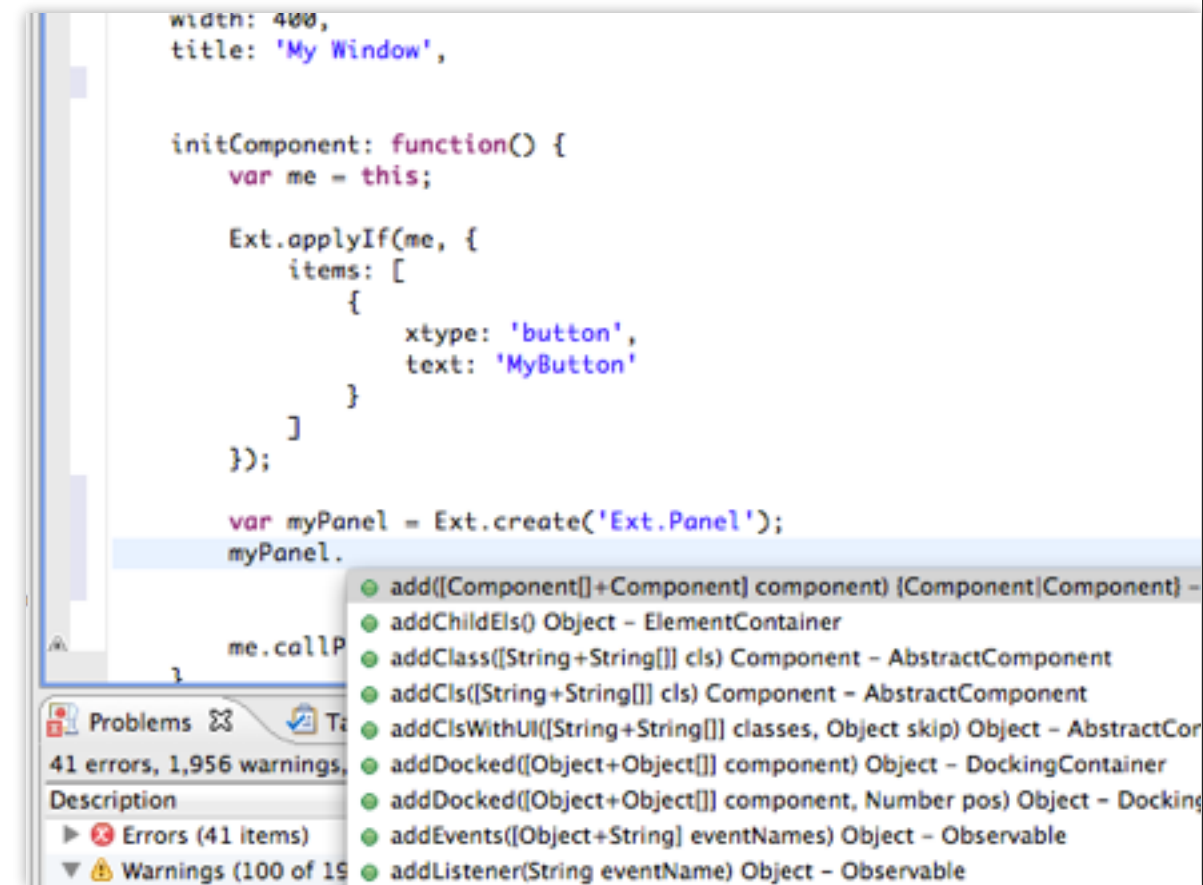 width: 400,
title: 'My Window',
initComponent: function() {
var me = this;
Ext.applyIf(me, {
items: [
{
xtype: 'button',
text: 'MyButton'
}
]
});
var myPanel = Ext.create('Ext.Panel');
myPanel.
add([Component[]+Component] component) {Component|Component} –
addChildEls() Object – ElementContainer
me.callP
addClass([String+String[]] cls) Component – AbstractComponent
}
addCls([String+String[]] cls) Component – AbstractComponent
Problems Ta
addClsWithUI([String+String[]] classes, Object skip) Object – AbstractCor
41 errors, 1,956 warnings,
addDocked([Object+Object[]] component) Object – DockingContainer
Description
addDocked([Object+Object[]] component, Number pos) Object – Docking
Errors (41 items)
addEvents([Object+String] eventNames) Object – Observable
Warnings (100 of 19
addListener(String eventName) Object – Observable